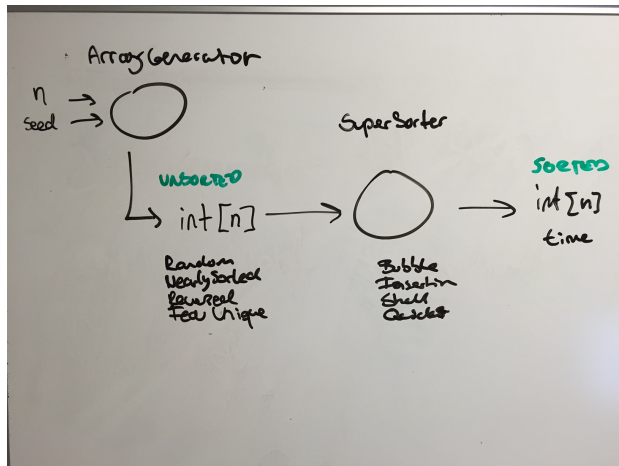 ArrayGenerator
n
seed
UNSORTED
int [n]
Random
NearlySorted
Reversed
Few Unique
SuperSorter
Bubble
Insertion
Shell
Quick
SORTED
int [n]
time